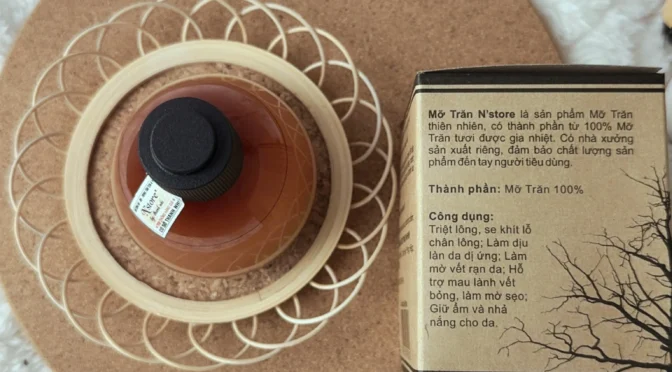 N'store
Mỡ Trăn N'store là sản phẩm Mỡ Trăn
thiên nhiên, có thành phần từ 100% Mỡ
Trăn tươi được gia nhiệt. Có nhà xưởng
sản xuất riêng, đảm bảo chất lượng sản
phẩm đến tay người tiêu dùng.
Thành phần: Mỡ Trăn 100%
Công dụng:
Triệt lông, se khít lỗ
chân lông; Làm dịu
làn da dị ứng; Làm
mờ vết rạn da; Hỗ
trợ mau lành vết
bỏng, làm mờ sẹo;
Giữ ẩm và nhả
nắng cho da.